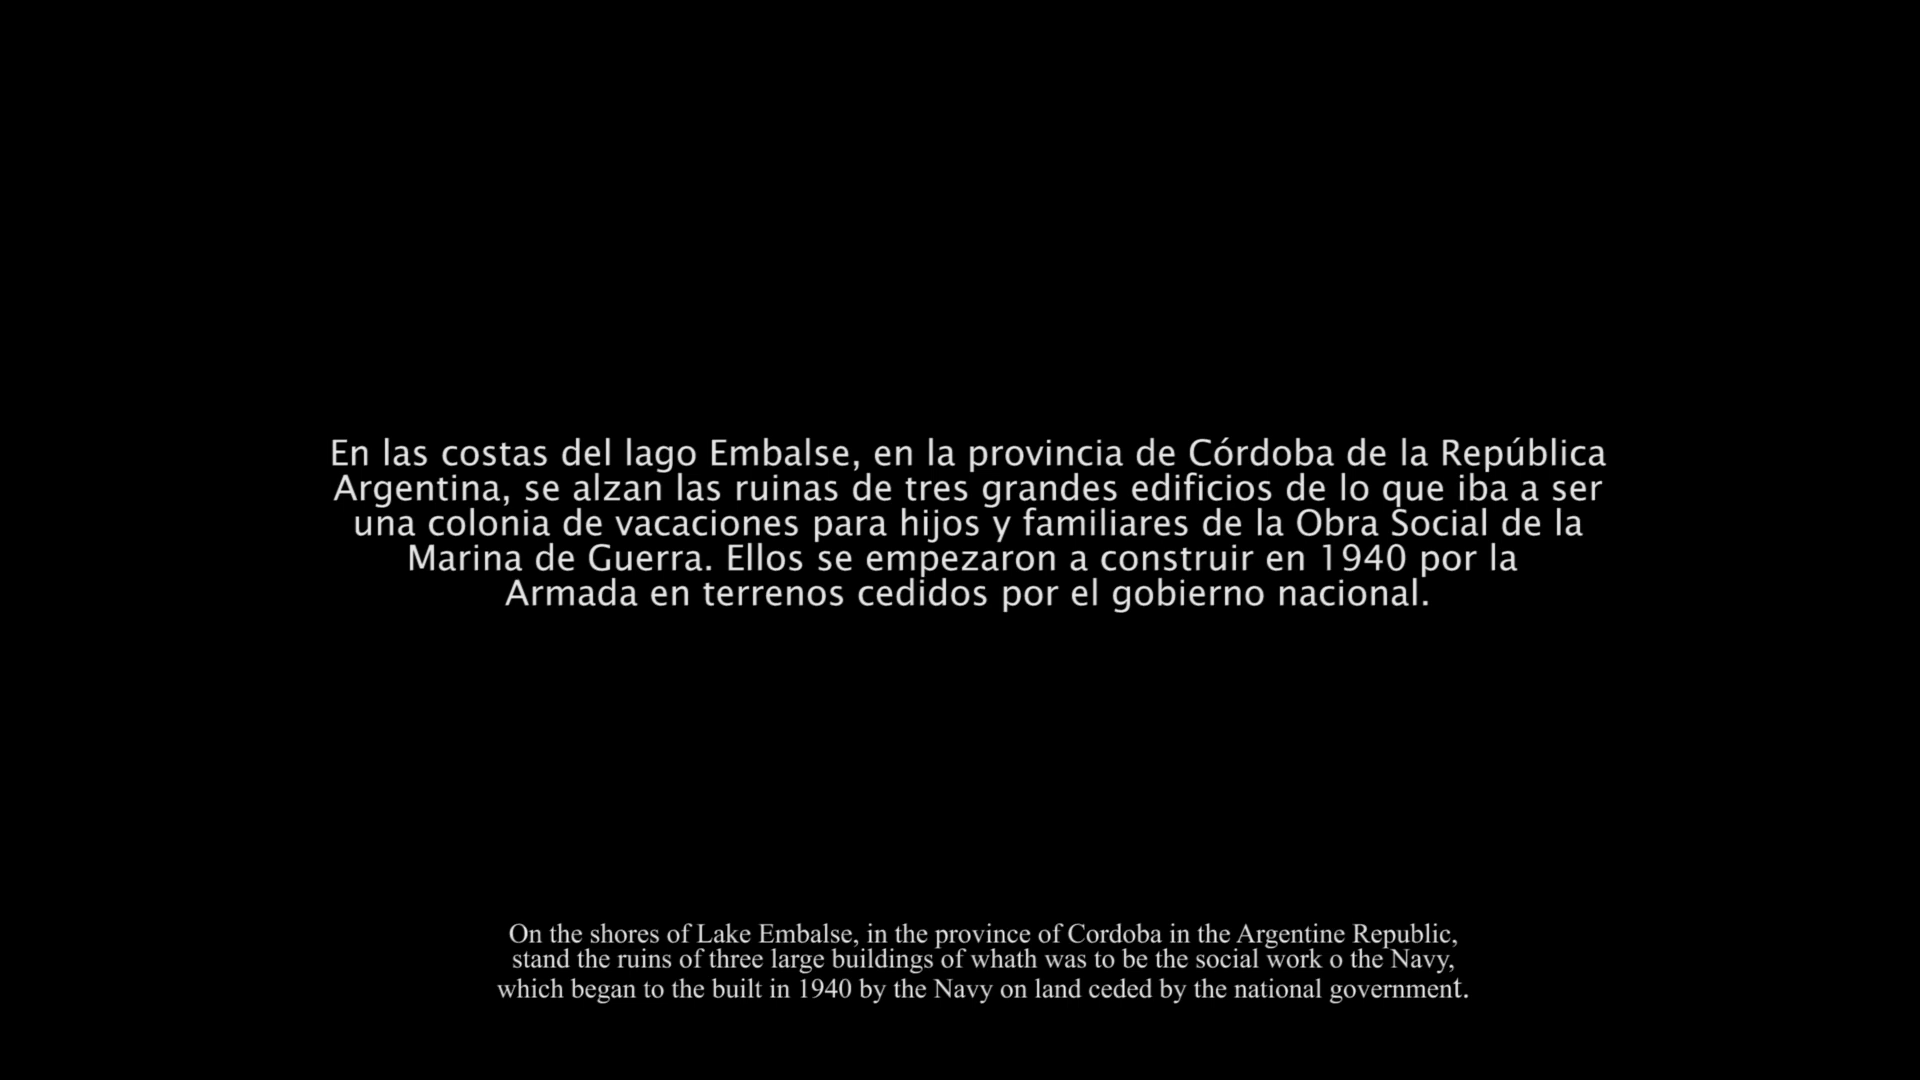 En las costas del lago Embalse, en la provincia de Córdoba de la República
Argentina, se alzan las ruinas de tres grandes edificios de lo que iba a ser
una colonia de vacaciones para hijos y familiares de la Obra Social de la
Marina de Guerra. Ellos se empezaron a construir en 1940 por la
Armada en terrenos cedidos por el gobierno nacional.
On the shores of Lake Embalse, in the province of Cordoba in the Argentine Republic,
stand the ruins of three large buildings of whath was to be the social work o the Navy,
which began to the built in 1940 by the Navy on land ceded by the national government.